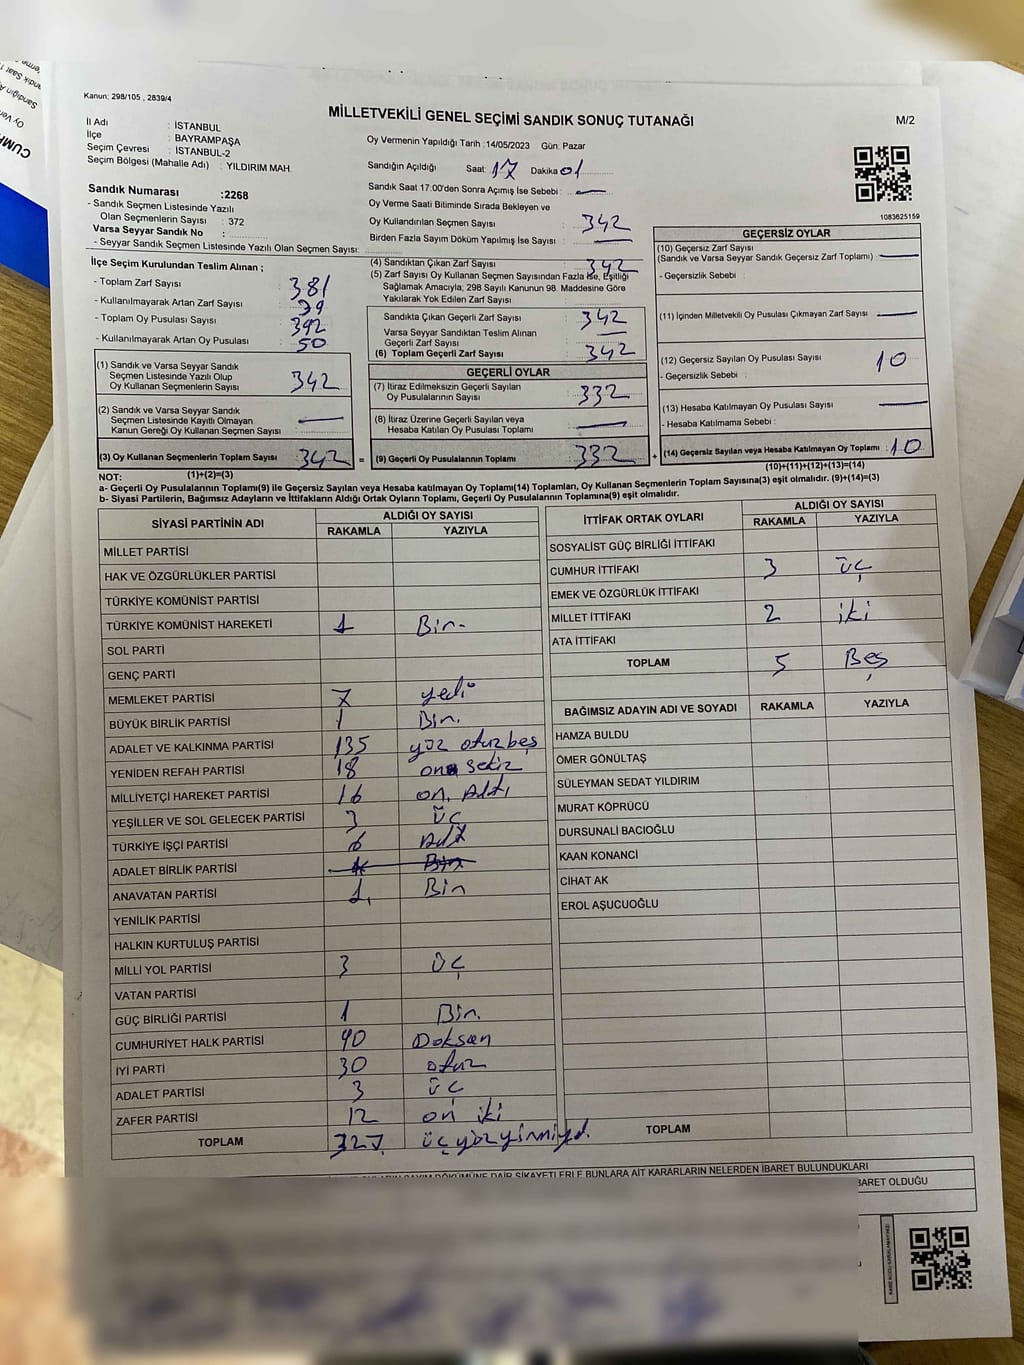 Kanun: 298/105 , 2839/4
MİLLETVEKİLİ GENEL SEÇİMİ SANDIK SONUÇ TUTANAĞI
M/2
İl Adı : İSTANBUL
İlçe : BAYRAMPAŞA
Seçim Çevresi : İSTANBUL-2
Seçim Bölgesi (Mahalle Adı) : YILDIRIM MAH.
Oy Vermenin Yapıldığı Tarih :14/05/2023 Gün: Pazar
Sandığın Açıldığı Saat: 17 Dakika 01
Sandık Saat 17:00'den Sonra Açımış İse Sebebi : —
Oy Verme Saati Bitiminde Sırada Bekleyen ve
Oy Kullandırılan Seçmen Sayısı : 342
Birden Fazla Sayım Döküm Yapılmış İse Sayısı : —
Sandık Numarası :2268
- Sandık Seçmen Listesinde Yazılı
Olan Seçmenlerin Sayısı : 372
Varsa Seyyar Sandık No :
- Seyyar Sandık Seçmen Listesinde Yazılı Olan Seçmen Sayısı:
1083625159
İlçe Seçim Kurulundan Teslim Alınan ;
- Toplam Zarf Sayısı : 381
- Kullanılmayarak Artan Zarf Sayısı : 39
- Toplam Oy Pusulası Sayısı : 392
- Kullanılmayarak Artan Oy Pusulası : 50
(1) Sandık ve Varsa Seyyar Sandık
Seçmen Listesinde Yazılı Olup
Oy Kullanan Seçmenlerin Sayısı : 342
(2) Sandık ve Varsa Seyyar Sandık
Seçmen Listesinde Kayıtlı Olmayan
Kanun Gereği Oy Kullanan Seçmen Sayısı : —
(3) Oy Kullanan Seçmenlerin Toplam Sayısı : 342 =
(1)+(2)=(3)
(4) Sandıktan Çıkan Zarf Sayısı : 342
(5) Zarf Sayısı Oy Kullanan Seçmen Sayısından Fazla İse, Eşitliği
Sağlamak Amacıyla, 298 Sayılı Kanunun 98. Maddesine Göre
Yakılarak Yok Edilen Zarf Sayısı :
Sandıkta Çıkan Geçerli Zarf Sayısı : 342
Varsa Seyyar Sandıktan Teslim Alınan
Geçerli Zarf Sayısı : —
(6) Toplam Geçerli Zarf Sayısı : 342
GEÇERLİ OYLAR
(7) İtiraz Edilmeksizin Geçerli Sayılan
Oy Pusulalarının Sayısı : 332
(8) İtiraz Üzerine Geçerli Sayılan veya
Hesaba Katılan Oy Pusulası Toplamı : —
(9) Geçerli Oy Pusulalarının Toplamı : 332 +
GEÇERSİZ OYLAR
(10) Geçersiz Zarf Sayısı
(Sandık ve Varsa Seyyar Sandık Geçersiz Zarf Toplamı) : —
- Geçersizlik Sebebi :
(11) İçinden Milletvekili Oy Pusulası Çıkmayan Zarf Sayısı : —
(12) Geçersiz Sayılan Oy Pusulası Sayısı : 10
- Geçersizlik Sebebi :
(13) Hesaba Katılmayan Oy Pusulası Sayısı : —
- Hesaba Katılmama Sebebi :
(14) Geçersiz Sayılan veya Hesaba Katılmayan Oy Toplamı : 10
(10)+(11)+(12)+(13)=(14)
NOT:
a- Geçerli Oy Pusulalarının Toplamı(9) ile Geçersiz Sayılan veya Hesaba Katılmayan Oy Toplamı(14) Toplamları, Oy Kullanan Seçmenlerin Toplam Sayısına(3) eşit olmalıdır. (9)+(14)=(3)
b- Siyasi Partilerin, Bağımsız Adayların ve İttifakların Aldığı Ortak Oyların Toplamı, Geçerli Oy Pusulalarının Toplamına(9) eşit olmalıdır.
SİYASİ PARTİNİN ADI ALDIĞI OY SAYISI
RAKAMLA YAZIYLA
MİLLET PARTİSİ
HAK VE ÖZGÜRLÜKLER PARTİSİ
TÜRKİYE KOMÜNİST PARTİSİ
TÜRKİYE KOMÜNİST HAREKETİ 1 Bir.
SOL PARTİ
GENÇ PARTİ
MEMLEKET PARTİSİ 7 yedi
BÜYÜK BİRLİK PARTİSİ 1 Bir.
ADALET VE KALKINMA PARTİSİ 135 yüz otuz beş
YENİDEN REFAH PARTİSİ 18 on sekiz
MİLLİYETÇİ HAREKET PARTİSİ 16 on. Altı
YEŞİLLER VE SOL GELECEK PARTİSİ 3 üç
TÜRKİYE İŞÇİ PARTİSİ 6 Altı
ADALET BİRLİK PARTİSİ 1 Bir
ANAVATAN PARTİSİ 1 Bir
YENİLİK PARTİSİ
HALKIN KURTULUŞ PARTİSİ
MİLLİ YOL PARTİSİ 3 üç
VATAN PARTİSİ
GÜÇ BİRLİĞİ PARTİSİ 1 Bir.
CUMHURİYET HALK PARTİSİ 90 Doksan
İYİ PARTİ 30 otuz
ADALET PARTİSİ 3 üç
ZAFER PARTİSİ 12 on iki
TOPLAM 327.
İTTİFAK ORTAK OYLARI ALDIĞI OY SAYISI
RAKAMLA YAZIYLA
SOSYALİST GÜÇ BİRLİĞİ İTTİFAKI
CUMHUR İTTİFAKI 3 üç
EMEK VE ÖZGÜRLÜK İTTİFAKI
MİLLET İTTİFAKI 2 iki
ATA İTTİFAKI
TOPLAM 5 Beş
BAĞIMSIZ ADAYIN ADI VE SOYADI RAKAMLA YAZIYLA
HAMZA BULDU
ÖMER GÖNÜLTAŞ
SÜLEYMAN SEDAT YILDIRIM
MURAT KÖPRÜCÜ
DURSUNALİ BACIOĞLU
KAAN KONANCİ
CİHAT AK
EROL AŞUCUOĞLU
TOPLAM
DÖKÜMÜNE DAİR ŞİKAYETLERLE BUNLARA AİT KARARLARIN NELERDEN İBARET BULUNDUKLARI
BARET OLDUĞU